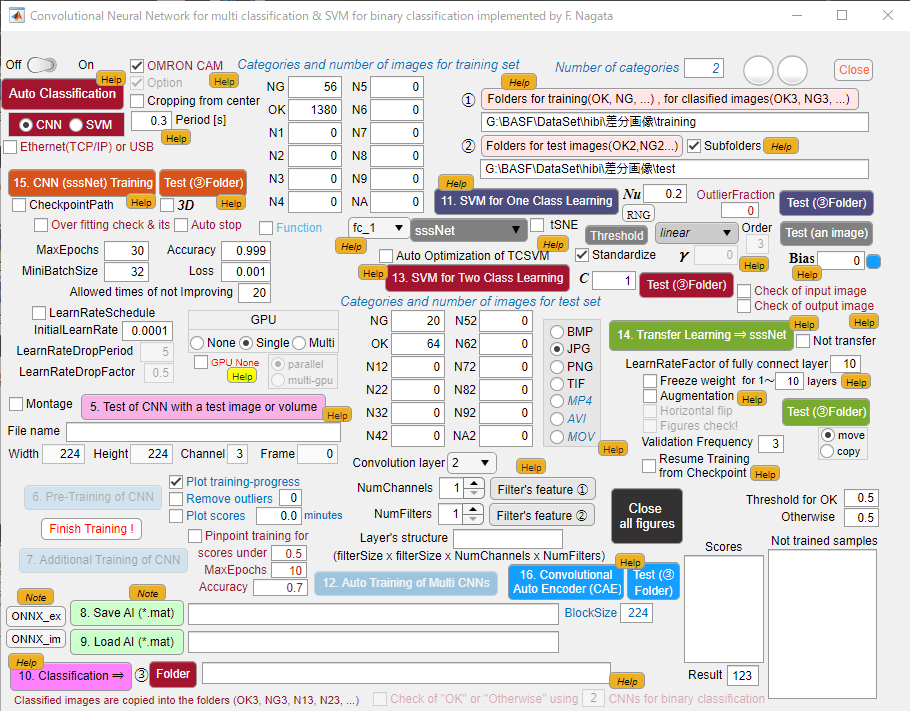 Convolutional Neural Network for multi classification & SVM for binary classification implemented by F. Nagata
Off On
OMRON CAM
Categories and number of images for training set
Number of categories 2
Close
Help
Auto Classification
Option
Help
Cropping from center
0.3 Period [s]
CNN SVM
Help
Ethernet(TCP/IP) or USB
NG 56 N5 0
OK 1380 N6 0
N1 0 N7 0
N2 0 N8 0
N3 0 N9 0
N4 0 NA 0
Help
① Folders for training(OK, NG, ...) , for cllasified images(OK3, NG3, ...)
G:\BASF\DataSet\hibi\差分画像\training
② Folders for test images(OK2,NG2...) Subfolders Help
G:\BASF\DataSet\hibi\差分画像\test
15. CNN (sssNet) Training Test (③Folder)
CheckpointPath Help 3D Help
Over fitting check & its Auto stop Function
Help
11. SVM for One Class Learning
Nu 0.2
RNG
OutlierFraction
0
Test (③Folder)
fc_1 sssNet tSNE
Help Help
Threshold linear Order
3
Test (an image)
MaxEpochs 30 Accuracy 0.999
MiniBatchSize 32 Loss 0.001
Allowed times of not Improving 20
Auto Optimization of TCSVM
Standardize γ 0 Help
Bias 0
Help
Help 13. SVM for Two Class Learning C 1 Test (③Folder)
Check of input image
Check of output image
Help
LearnRateSchedule
InitialLearnRate 0.0001
LearnRateDropPeriod 5
LearnRateDropFactor 0.5
GPU
None Single Multi
GPU None
Help
parallel
multi-gpu
Categories and number of images for test set
NG 20 N52 0
OK 64 N62 0
N12 0 N72 0
N22 0 N82 0
N32 0 N92 0
N42 0 NA2 0
BMP
JPG
PNG
TIF
MP4
AVI
MOV
Help
14. Transfer Learning ⇒ sssNet
Help
Not transfer
LearnRateFactor of fully connect layer 10
Freeze weight for 1～ 10 layers Help
Augmentation Help
Horizontal flip
Figures check!
Test (③Folder)
Validation Frequency 3
move
copy
Resume Training
from Checkpoint Help
Montage 5. Test of CNN with a test image or volume Help
File name
Width 224 Height 224 Channel 3 Frame 0
Convolution layer 2
Help
NumChannels 1 Filter's feature ①
NumFilters 1 Filter's feature ②
Layer's structure
(filterSize x filterSize x NumChannels x NumFilters)
Plot training-progress
Remove outliers 0
Plot scores 0.0 minutes
6. Pre-Training of CNN
Finish Training !
7. Additional Training of CNN
Pinpoint training for
scores under 0.5
MaxEpochs 10
Accuracy 0.7
Close
all figures
Threshold for OK 0.5
Otherwise 0.5
Scores
Not trained samples
12. Auto Training of Multi CNNs
Help
16. Convolutional
Auto Encoder (CAE)
Test (③
Folder)
BlockSize 224
Note Note
ONNX_ex 8. Save AI (*.mat)
ONNX_im 9. Load AI (*.mat)
Help
10. Classification ⇒ ③ Folder
Help
Result 123
Classified images are copied into the folders (OK3, NG3, N13, N23, ...)
Check of "OK" or "Otherwise" using 2 CNNs for binary classification